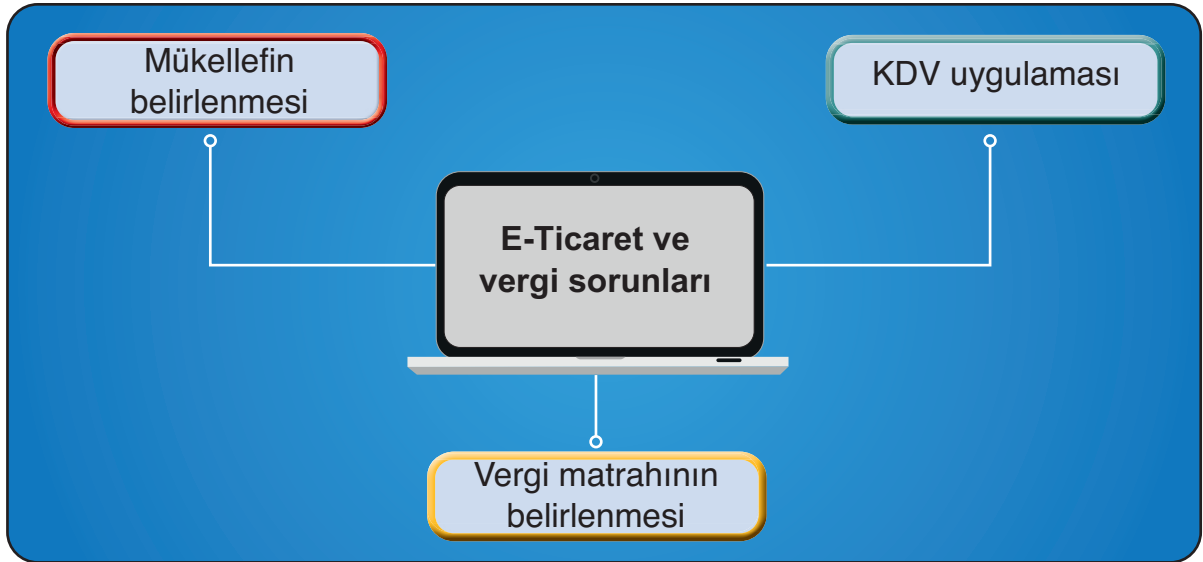 Mükellefin
belirlenmesi
KDV uygulaması
E-Ticaret ve
vergi sorunları
Vergi matrahının
belirlenmesi